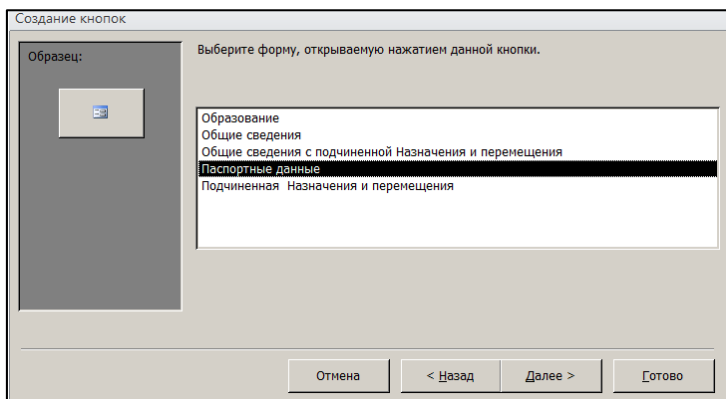 Создание кнопок
Образец:
Выберите форму, открываемую нажатием данной кнопки.
Образование
Общие сведения
Общие сведения с подчиненной Назначения и перемещения
Паспортные данные
Подчиненная  Назначения и перемещения
Отмена
< Назад
Далее >
Готово